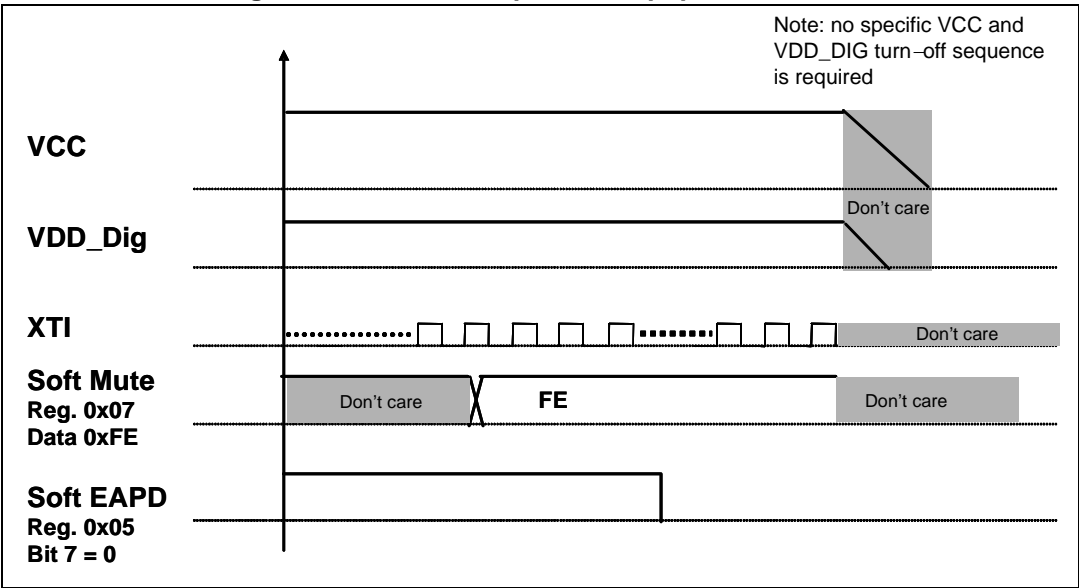 Note: no specific VCC and
VDD_DIG turn–off sequence
is required
VCC
Don't care
VDD_Dig
XTI
Don't care
Soft Mute
Reg. 0x07
Data 0xFE
Don't care
FE
Don't care
Soft EAPD
Reg. 0x05
Bit 7 = 0